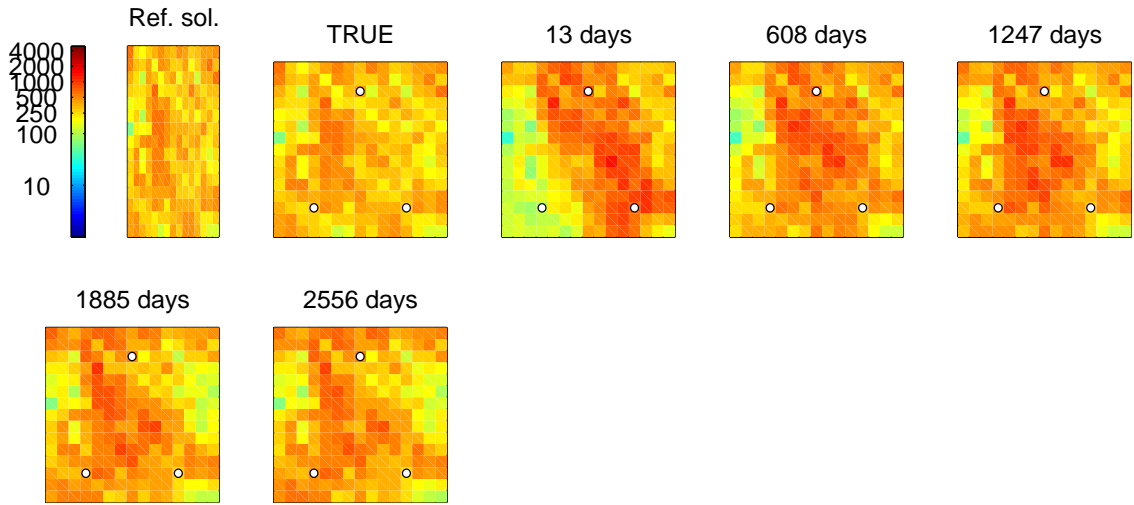 Ref. sol.
TRUE
13 days
608 days
1247 days
4000
2000
1000
500
250
100
10
1885 days
2556 days